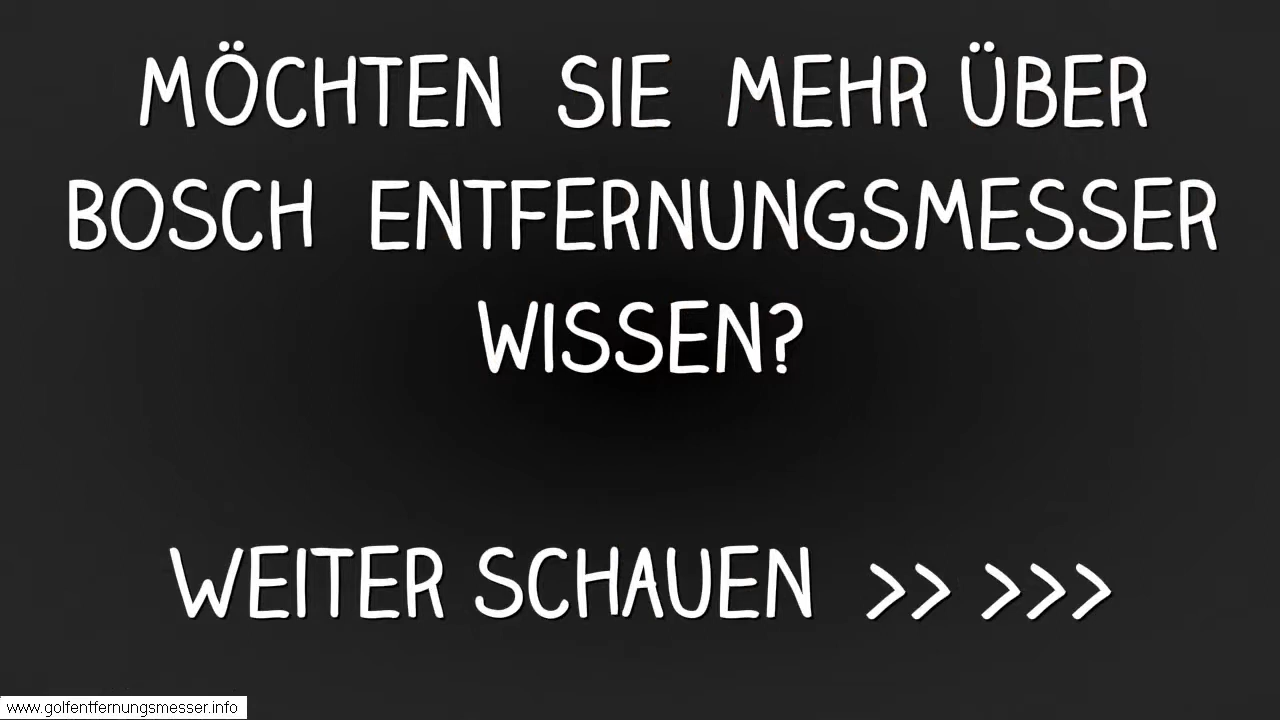 MÖCHTEN SIE MEHR ÜBER
BOSCH ENTFERNUNGSMESSER
WISSEN?
WEITER SCHAUEN >> >>>
www.golfentfernungsmesser.info